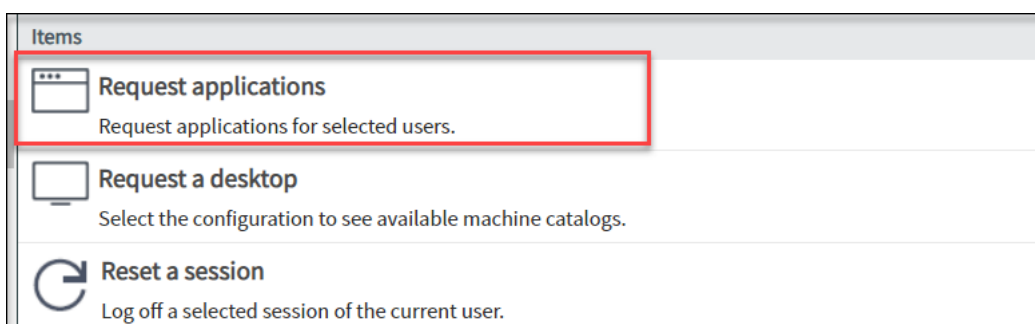 Items
Request applications
Request applications for selected users.
Request a desktop
Select the configuration to see available machine catalogs.
Reset a session
Log off a selected session of the current user.